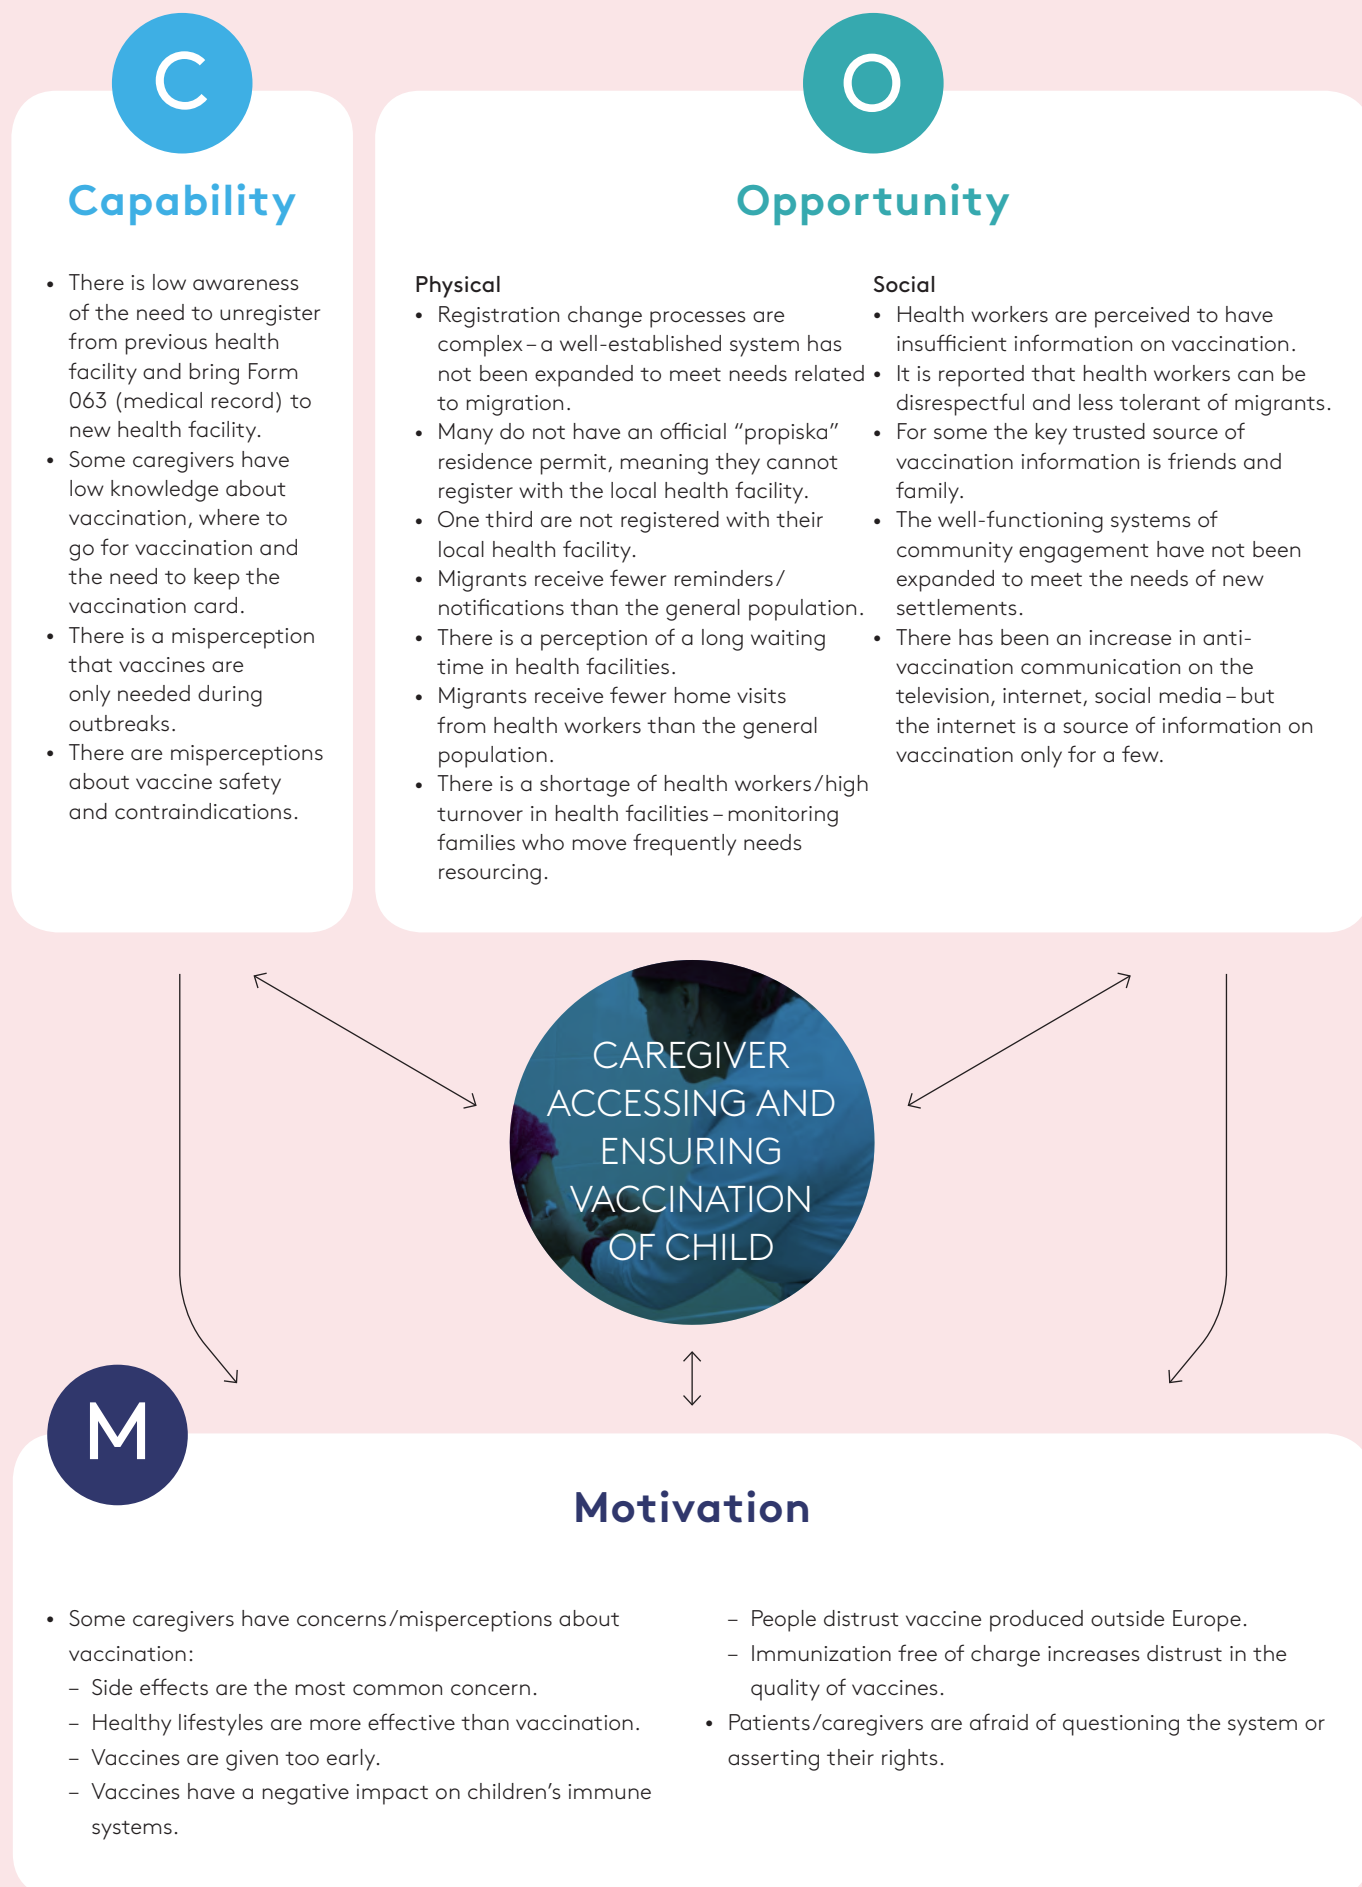 C
Capability
• There is low awareness
of the need to unregister
from previous health
facility and bring Form
063 (medical record) to
new health facility.
• Some caregivers have
low knowledge about
vaccination, where to
go for vaccination and
the need to keep the
vaccination card.
• There is a misperception
that vaccines are
only needed during
outbreaks.
• There are misperceptions
about vaccine safety
and contraindications.
O
Opportunity
Physical
• Registration change processes are
complex – a well-established system has
not been expanded to meet needs related
to migration.
• Many do not have an official “propiska”
residence permit, meaning they cannot
register with the local health facility.
• One third are not registered with their
local health facility.
• Migrants receive fewer reminders/
notifications than the general population.
• There is a perception of a long waiting
time in health facilities.
• Migrants receive fewer home visits
from health workers than the general
population.
• There is a shortage of health workers/high
turnover in health facilities – monitoring
families who move frequently needs
resourcing.
Social
• Health workers are perceived to have
insufficient information on vaccination.
• It is reported that health workers can be
disrespectful and less tolerant of migrants.
• For some the key trusted source of
vaccination information is friends and
family.
• The well-functioning systems of
community engagement have not been
expanded to meet the needs of new
settlements.
• There has been an increase in anti-
vaccination communication on the
television, internet, social media – but
the internet is a source of information on
vaccination only for a few.
CAREGIVER
ACCESSING AND
ENSURING
VACCINATION
OF CHILD
M
Motivation
• Some caregivers have concerns/misperceptions about
vaccination:
– Side effects are the most common concern.
– Healthy lifestyles are more effective than vaccination.
– Vaccines are given too early.
– Vaccines have a negative impact on children’s immune
systems.
– People distrust vaccine produced outside Europe.
– Immunization free of charge increases distrust in the
quality of vaccines.
• Patients/caregivers are afraid of questioning the system or
asserting their rights.